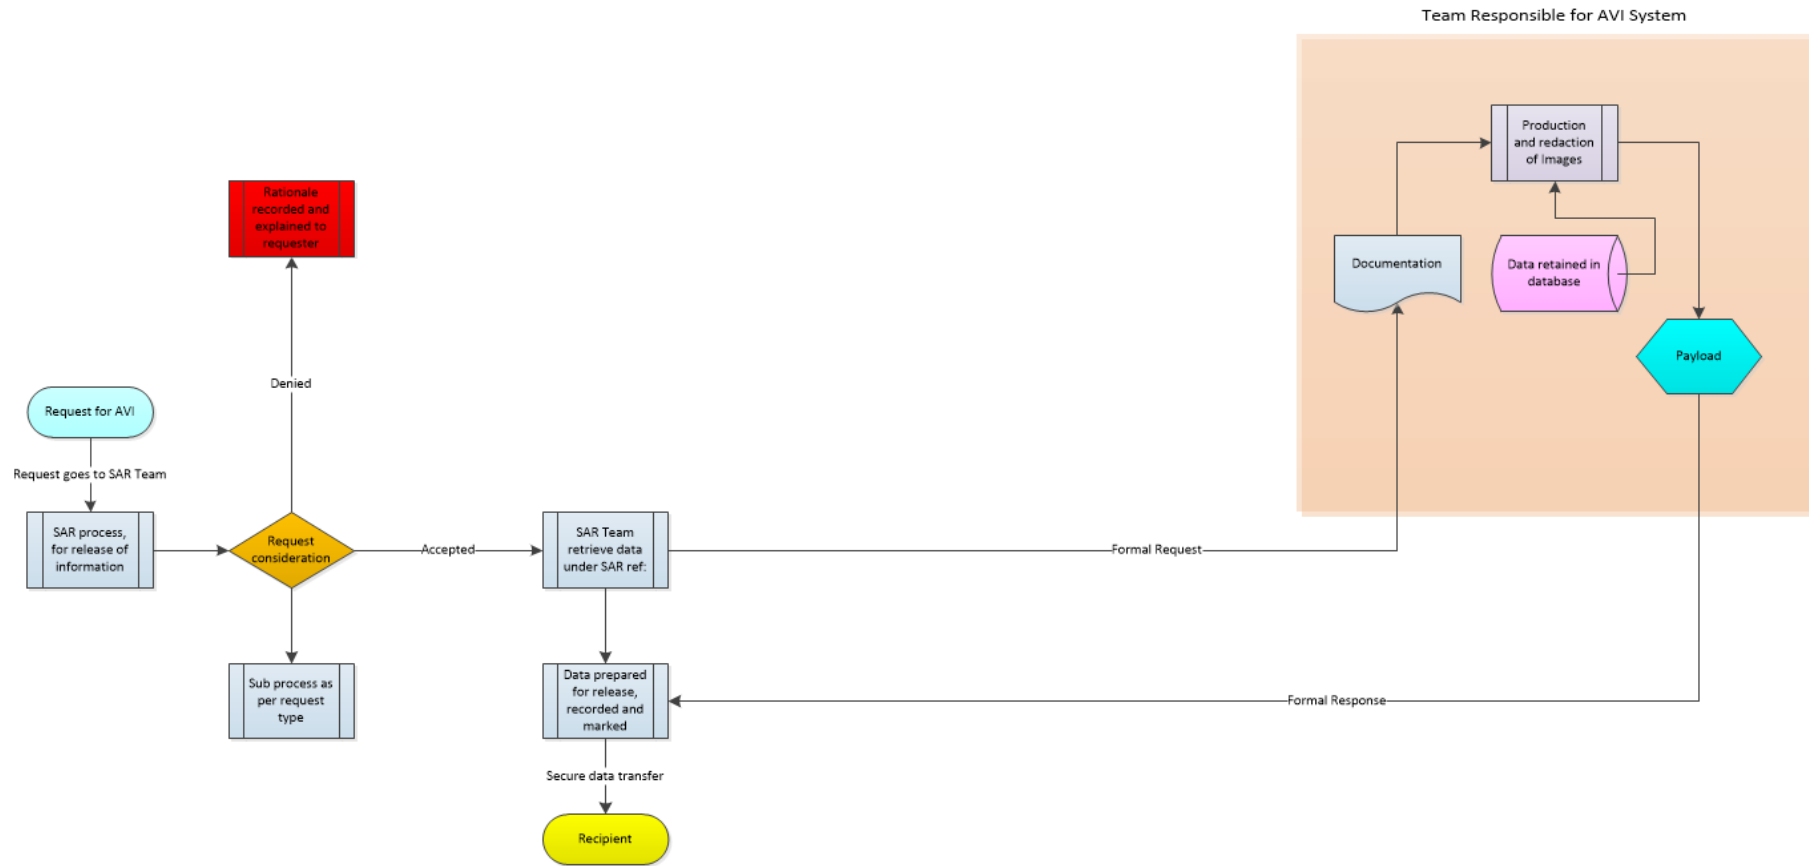 Team Responsible for AVI System
Production
and redaction
of Images
Rationale
recorded and
explained to
requester
Documentation
Data retained in
database
Payload
Denied
Request for AVI
Request goes to SAR Team
SAR process,
for release of
information
Request
consideration
Accepted
SAR Team
retrieve data
under SAR ref:
Formal Request
Sub process as
per request
type
Data prepared
for release,
recorded and
marked
Formal Response
Secure data transfer
Recipient